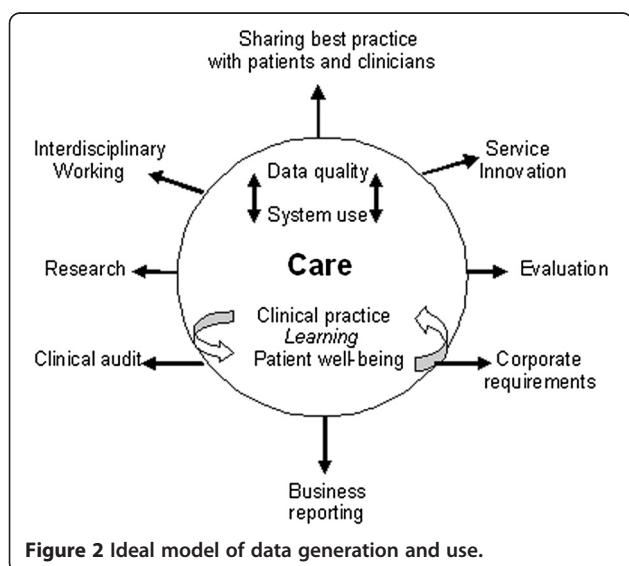 Sharing best practice
with patients and clinicians
Interdisciplinary
Working
Service
Innovation
Data quality
System use
Care
Research
Evaluation
Clinical practice
Learning
Patient well-being
Clinical audit
Corporate
requirements
Business
reporting
Figure 2 Ideal model of data generation and use.